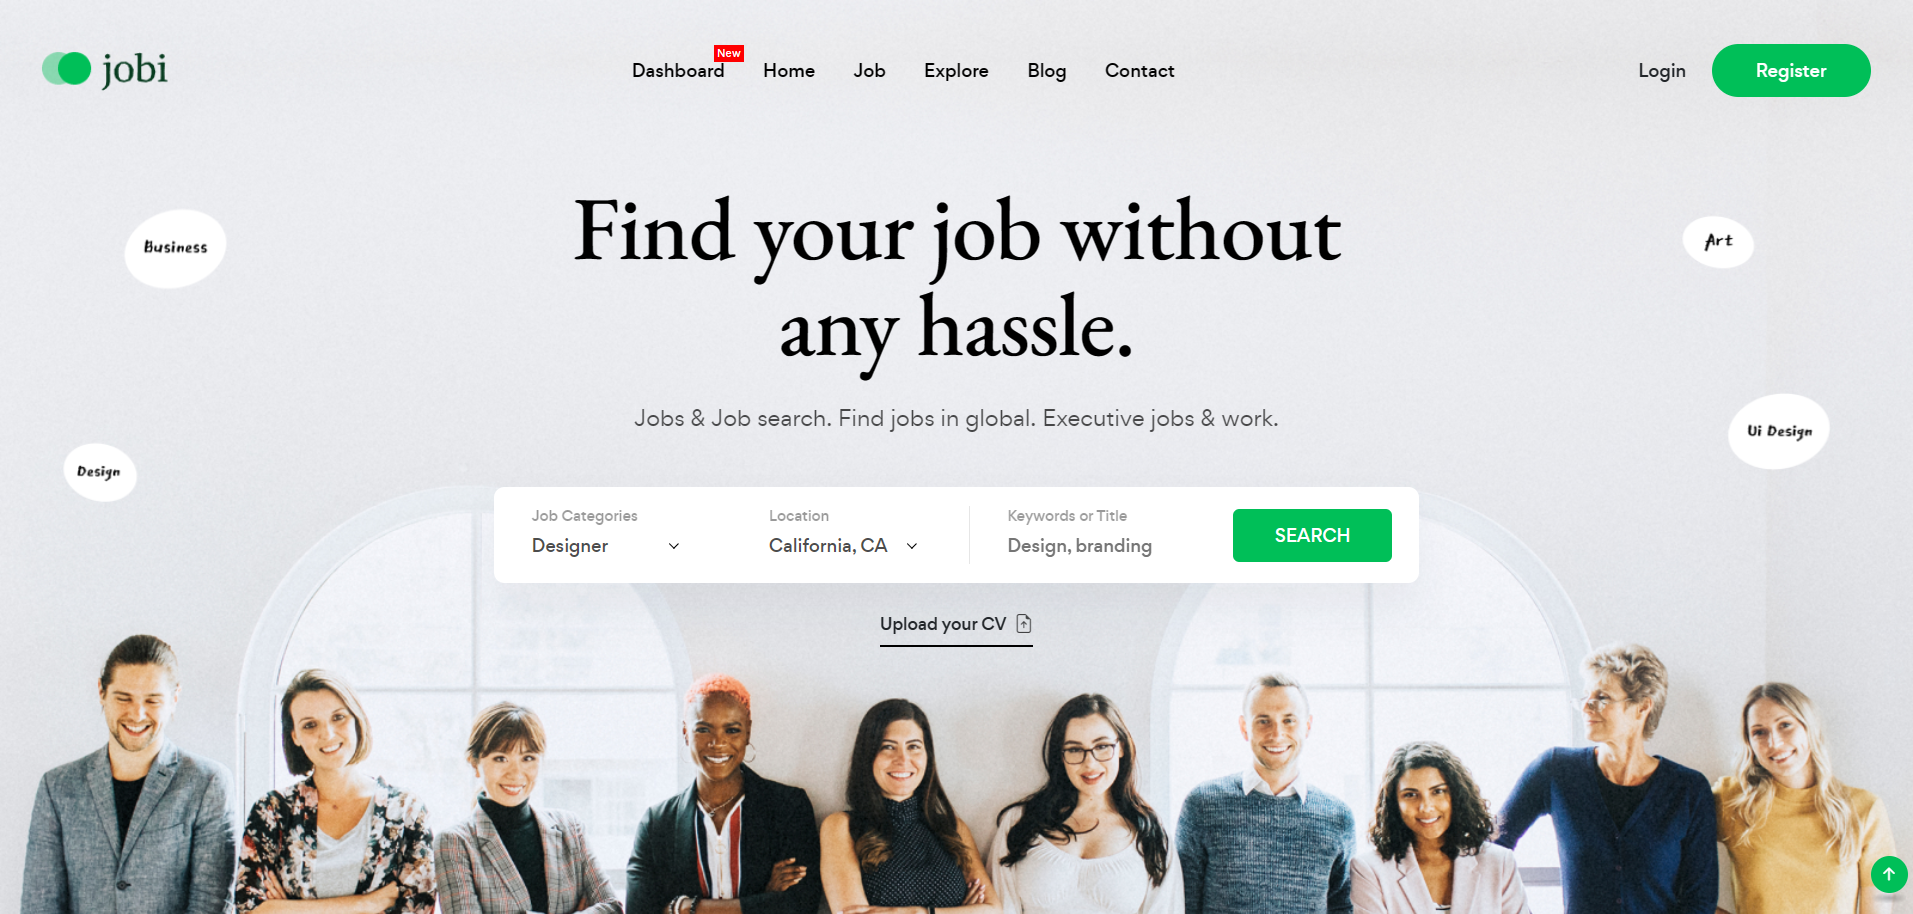 jobi
Dashboard New Home Job Explore Blog Contact
Login Register
Find your job without
any hassle.
Business
Art
Jobs & Job search. Find jobs in global. Executive jobs & work.
Ui Design
Design
Job Categories
Designer
Location
California, CA
Keywords or Title
Design, branding
SEARCH
Upload your CV